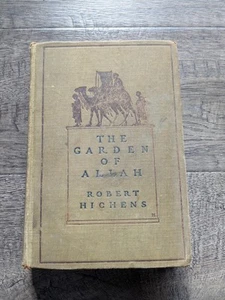 THE
GARDEN
OF
ALLAH
ROBERT
HICHENS